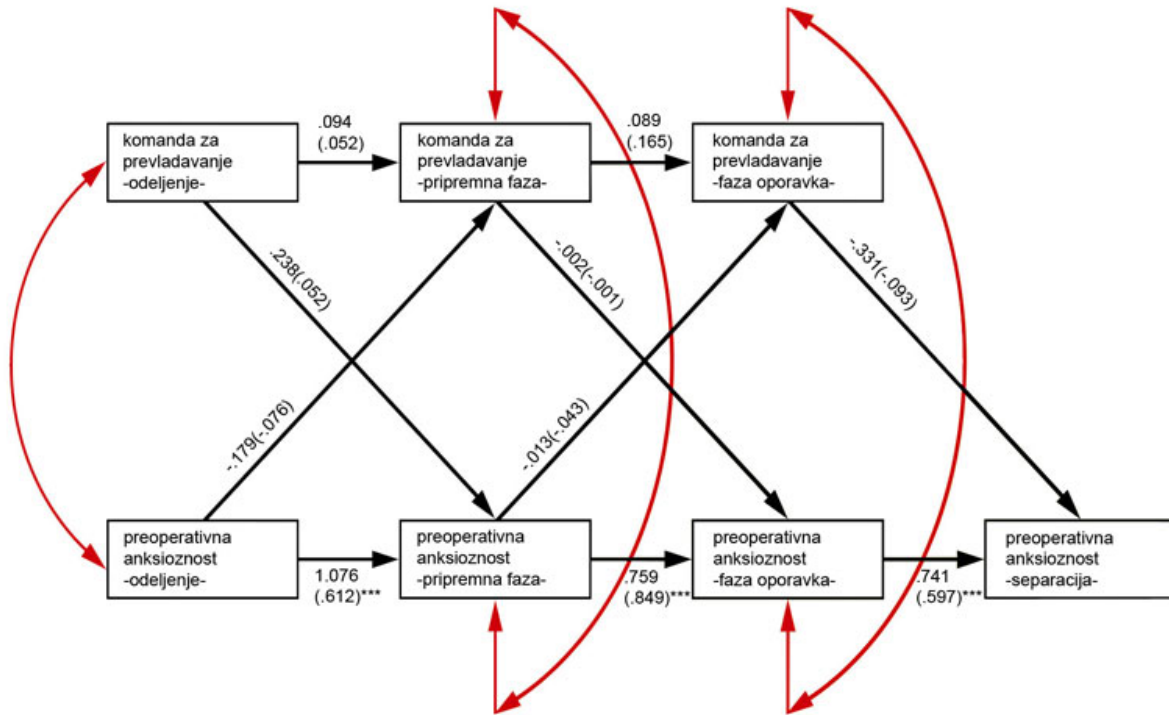 .094
(.052)
.089
(.165)
komanda za
prevladavanje
-odeljenje-
komanda za
prevladavanje
-pripremna faza-
komanda za
prevladavanje
-faza oporavka-
.238(.052)
-.002(-.001)
-.331(-.093)
-.179(-.076)
-.013(-.043)
preoperativna
anksioznost
-odeljenje-
preoperativna
anksioznost
-pripremna faza-
preoperativna
anksioznost
-faza oporavka-
preoperativna
anksioznost
-separacija-
1.076
(.612)***
.759
(.849)***
.741
(.597)***